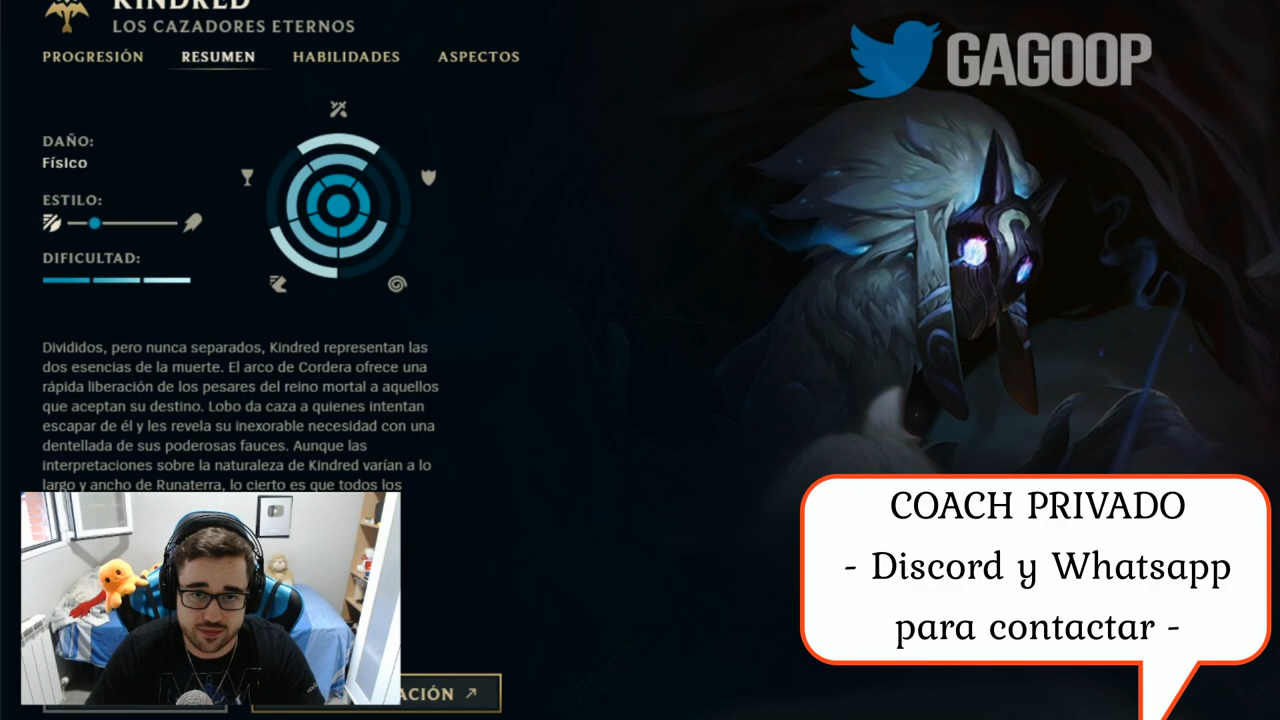 KINDRED
LOS CAZADORES ETERNOS
PROGRESIÓN RESUMEN HABILIDADES ASPECTOS
GAGOOP
DAÑO:
Físico
ESTILO:
DIFICULTAD:
Divididos, pero nunca separados, Kindred representan las
dos esencias de la muerte. El arco de Cordera ofrece una
rápida liberación de los pesares del reino mortal a aquellos
que aceptan su destino. Lobo da caza a quienes intentan
escapar de él y les revela su inexorable necesidad con una
dentellada de sus poderosas fauces. Aunque las
interpretaciones sobre la naturaleza de Kindred varían a lo
largo y ancho de Runaterra, lo cierto es que todos los
COACH PRIVADO
- Discord y Whatsapp
para contactar -
ACIÓN